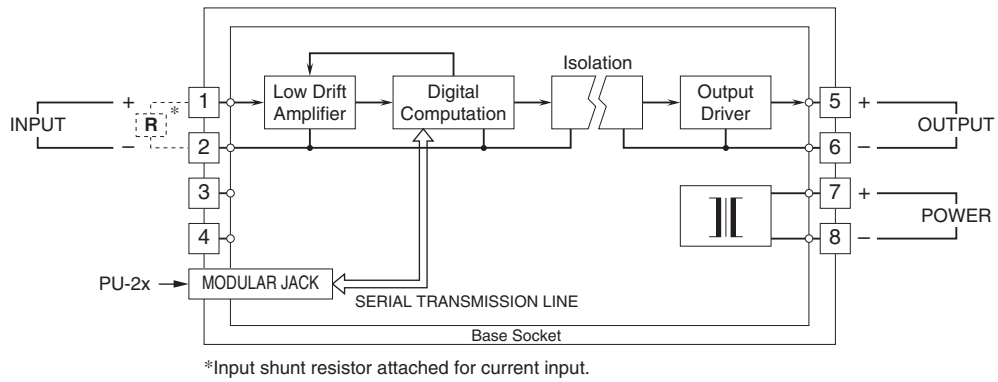 Isolation
Low Drift
Amplifier
Digital
Computation
Output
Driver
INPUT
+
–
R
*
1
2
3
4
5
+
6
–
OUTPUT
7
+
8
–
POWER
PU-2x
MODULAR JACK
SERIAL TRANSMISSION LINE
Base Socket
*Input shunt resistor attached for current input.